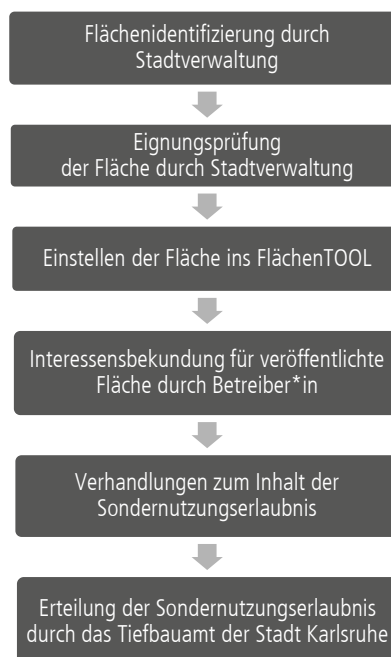 Flächenidentifizierung durch
Stadtverwaltung
Eignungsprüfung
der Fläche durch Stadtverwaltung
Einstellen der Fläche ins FlächenTOOL
Interessensbekundung für veröffentlichte
Fläche durch Betreiber*in
Verhandlungen zum Inhalt der
Sondernutzungserlaubnis
Erteilung der Sondernutzungserlaubnis
durch das Tiefbauamt der Stadt Karlsruhe